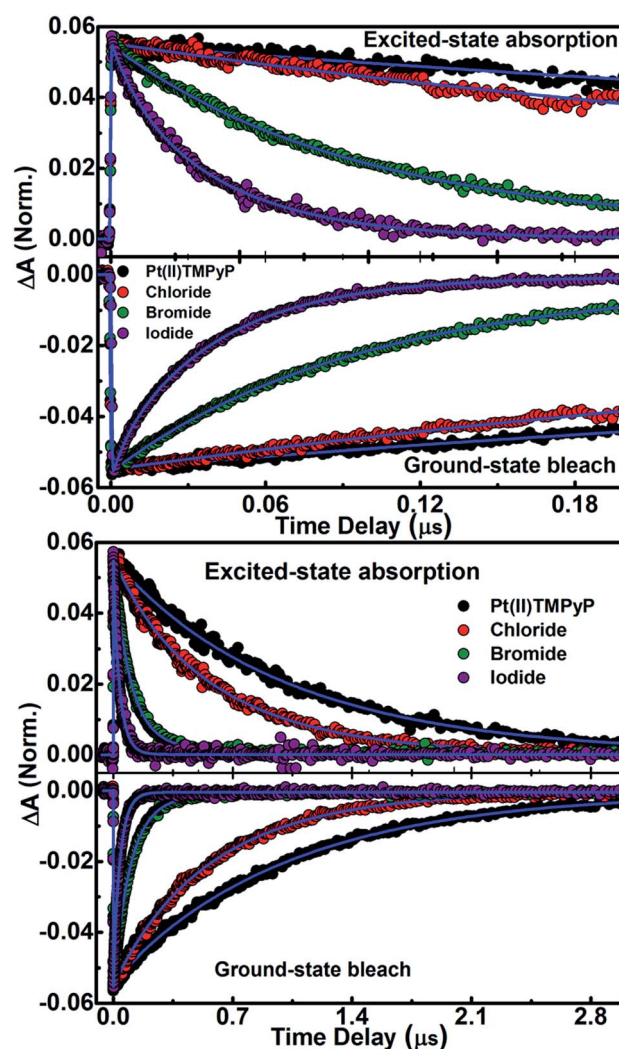 0.06
Excited-state absorption
0.04
0.02
0.00
ΔA (Norm.)
0.00
Pt(II)TMPyP
Chloride
Bromide
Iodide
-0.02
-0.04
Ground-state bleach
-0.06
0.00 0.06 0.12 0.18
Time Delay (μs)
0.06
Excited-state absorption
Pt(II)TMPyP
Chloride
Bromide
Iodide
0.04
0.02
0.00
ΔA (Norm.)
0.00
-0.02
-0.04
Ground-state bleach
-0.06
0.0 0.7 1.4 2.1 2.8
Time Delay (μs)